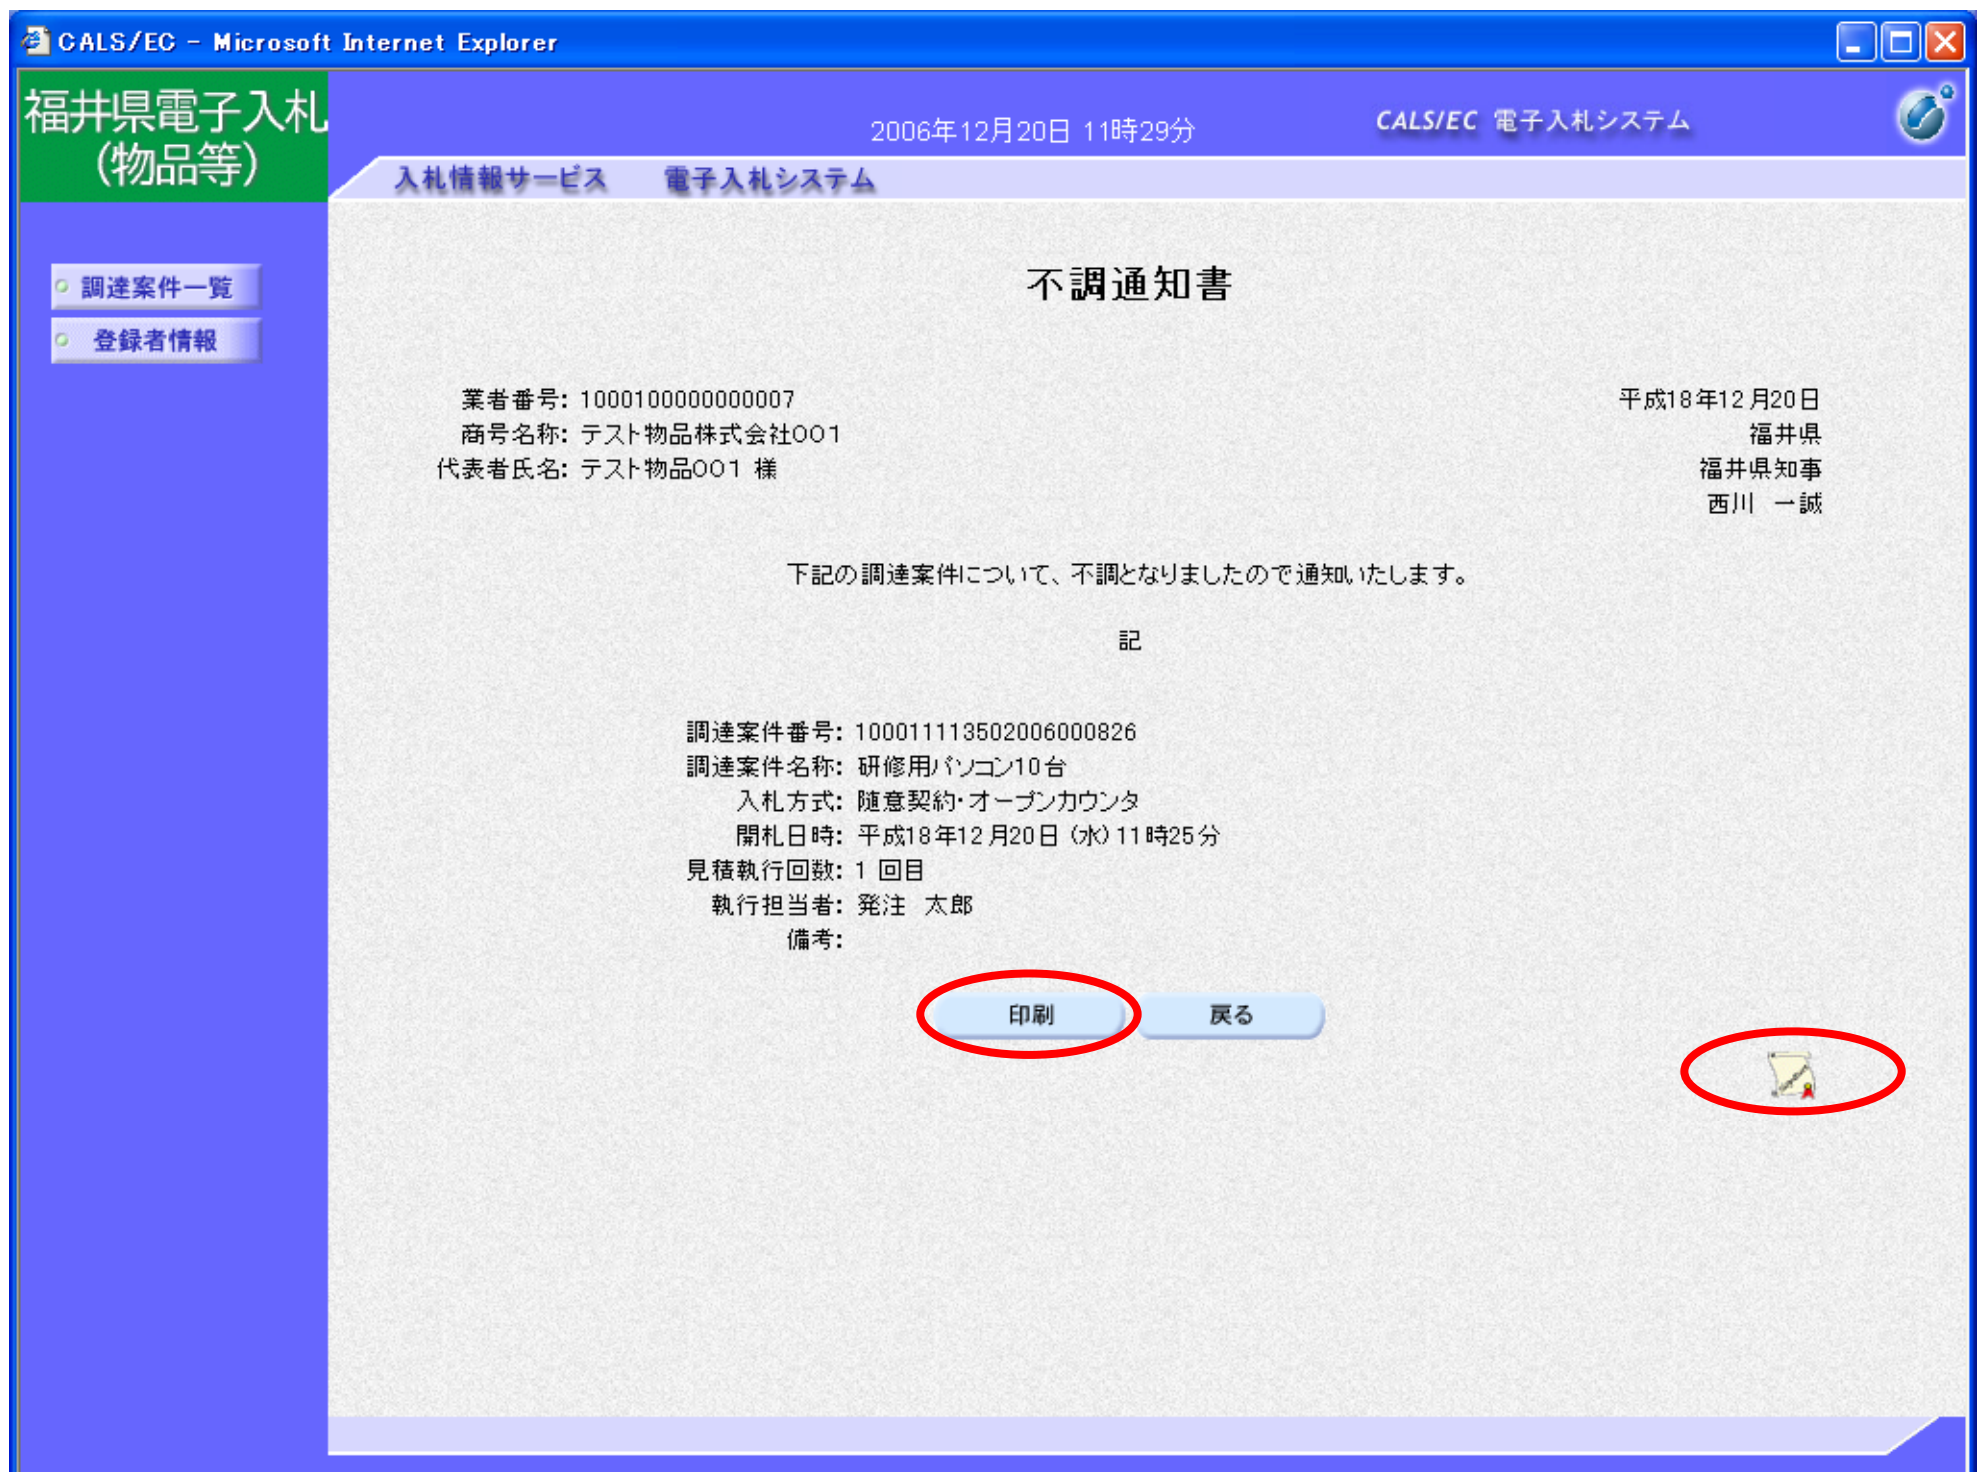 CALS/EC - Microsoft Internet Explorer
福井県電子入札
(物品等)
2006年12月20日 11時29分
CALS/EC 電子入札システム
入札情報サービス 電子入札システム
調達案件一覧
登録者情報
不調通知書
業者番号: 1000100000000007
商号名称: テスト物品株式会社001
代表者氏名: テスト物品001 様
平成18年12月20日
福井県
福井県知事
西川 一誠
下記の調達案件について、不調となりましたので通知いたします。
記
調達案件番号: 100011113502006000826
調達案件名称: 研修用パソコン10台
入札方式: 随意契約・オープンカウンタ
開札日時: 平成18年12月20日(水)11時25分
見積執行回数: 1 回目
執行担当者: 発注 太郎
備考:
印刷
戻る